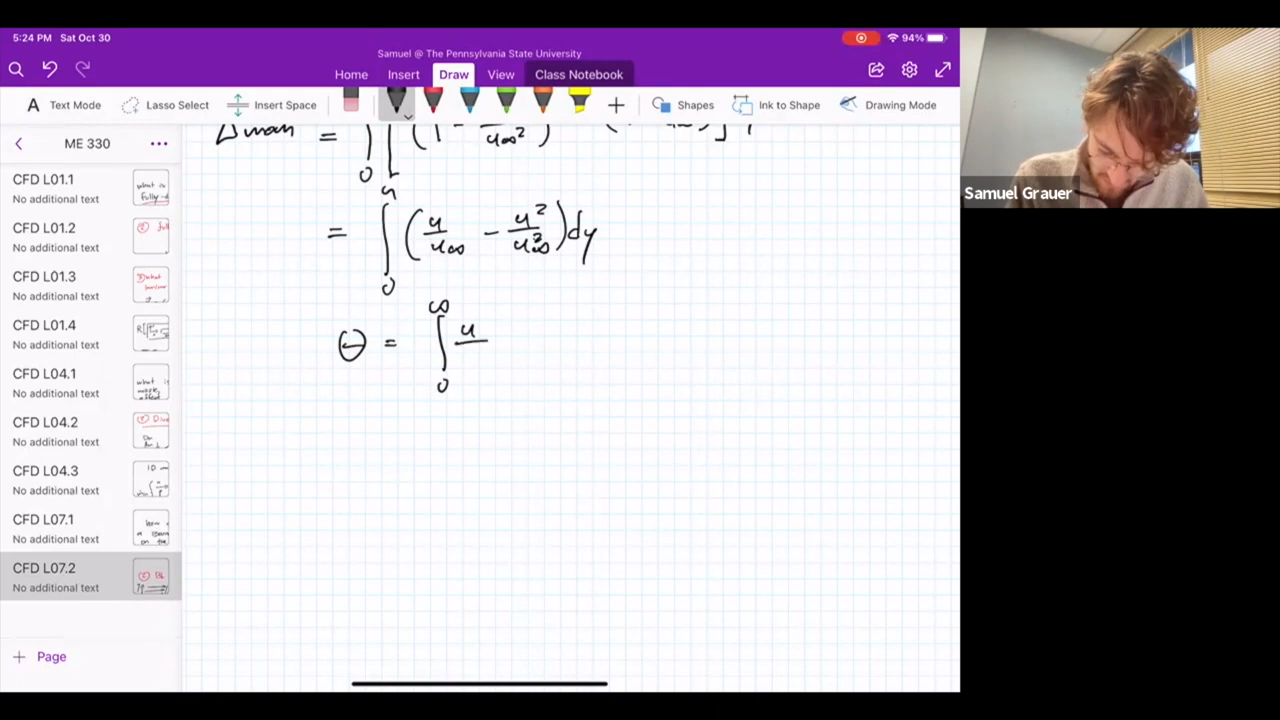 5:24 PM Sat Oct 30
94%
Samuel @ The Pennsylvania State University
Home Insert Draw View Class Notebook
A Text Mode Lasso Select Insert Space Shapes Ink to Shape Drawing Mode
ME 330
CFD L01.1
No additional text
CFD L01.2
No additional text
CFD L01.3
No additional text
CFD L01.4
No additional text
CFD L04.1
No additional text
CFD L04.2
No additional text
CFD L04.3
No additional text
CFD L07.1
No additional text
CFD L07.2
No additional text
+ Page
= ∫₀ (u/u∞ − u²/u∞²) dy
Θ = ∫₀^∞ u
Samuel Grauer